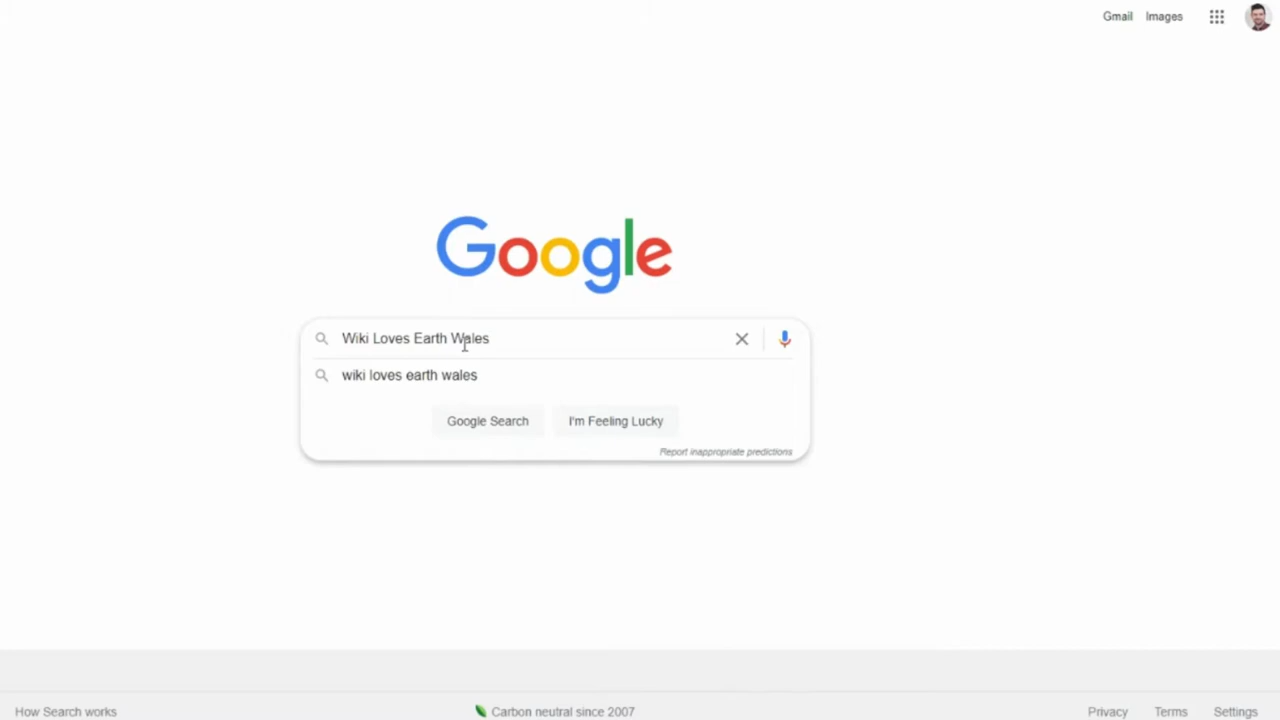 Gmail Images
Google
Wiki Loves Earth Wales
wiki loves earth wales
Google Search I'm Feeling Lucky
Report inappropriate predictions
How Search works Carbon neutral since 2007 Privacy Terms Settings